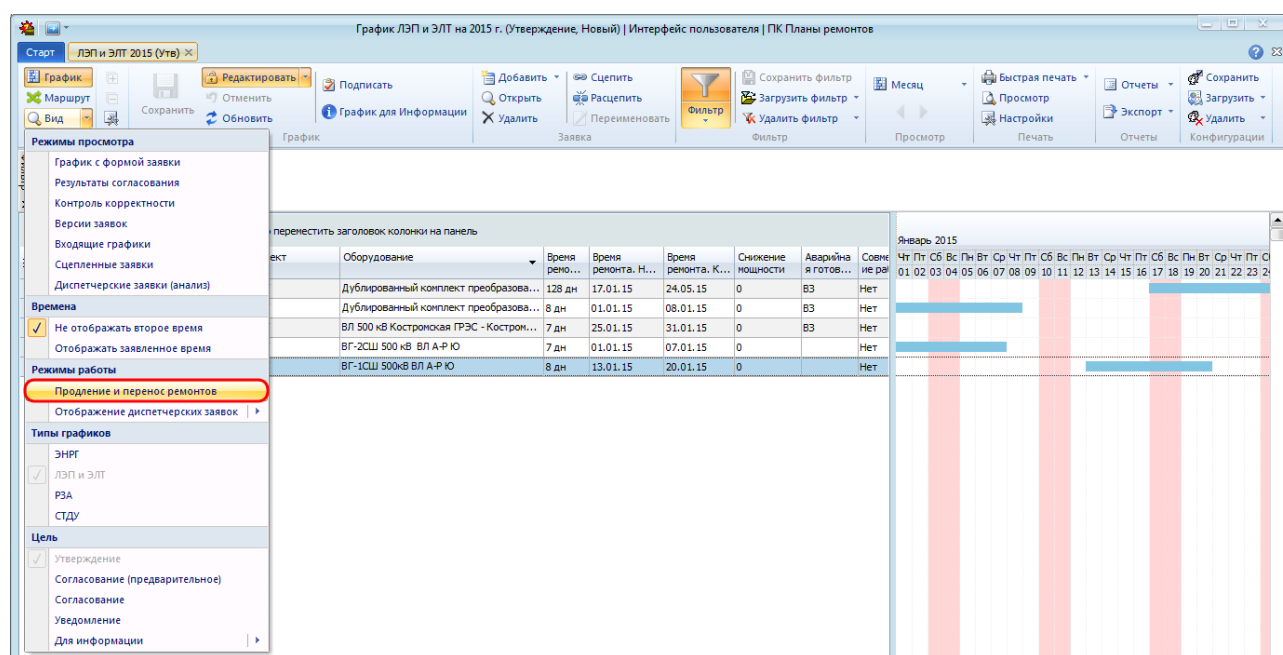 График ЛЭП и ЭЛТ на 2015 г. (Утверждение, Новый) | Интерфейс пользователя | ПК Планы ремонтов
Старт ЛЭП и ЭЛТ 2015 (Утв)
График Редактировать Подписать Добавить Сцепить Сохранить фильтр Месяц Быстрая печать Отчеты Сохранить
Маршрут Сохранить Отменить Открыть Расцепить Фильтр Загрузить фильтр Просмотр Загрузить
Вид Обновить График для Информации Удалить Переименовать Удалить фильтр Настройки Экспорт Удалить
График Заявка Фильтр Просмотр Печать Отчеты Конфигурации
Режимы просмотра
График с формой заявки
Результаты согласования
Контроль корректности
Версии заявок
Входящие графики
Сцепленные заявки
Диспетчерские заявки (анализ)
Времена
Не отображать второе время
Отображать заявленное время
Режимы работы
Продление и перенос ремонтов
Отображение диспетчерских заявок
Типы графиков
ЭНРГ
ЛЭП и ЭЛТ
РЗА
СТДУ
Цель
Утверждение
Согласование (предварительное)
Согласование
Уведомление
Для информации
переместить заголовок колонки на панель
ект Оборудование Время ремо... Время ремонта. Н... Время ремонта. К... Снижение мощности Аварийна я готов... Совме ие ра
Дублированный комплект преобразова... 128 дн 17.01.15 24.05.15 0 ВЗ Нет
Дублированный комплект преобразова... 8 дн 01.01.15 08.01.15 0 ВЗ Нет
ВЛ 500 кВ Костромская ГРЭС - Костром... 7 дн 25.01.15 31.01.15 0 ВЗ Нет
ВГ-2СШ 500 кВ ВЛ А-Р Ю 7 дн 01.01.15 07.01.15 0 Нет
ВГ-1СШ 500кВ ВЛ А-Р Ю 8 дн 13.01.15 20.01.15 0 Нет
Январь 2015
Чт Пт Сб Вс Пн Вт Ср Чт Пт Сб Вс Пн Вт Ср Чт Пт Сб Вс Пн Вт Ср Чт Пт
01 02 03 04 05 06 07 08 09 10 11 12 13 14 15 16 17 18 19 20 21 22 23